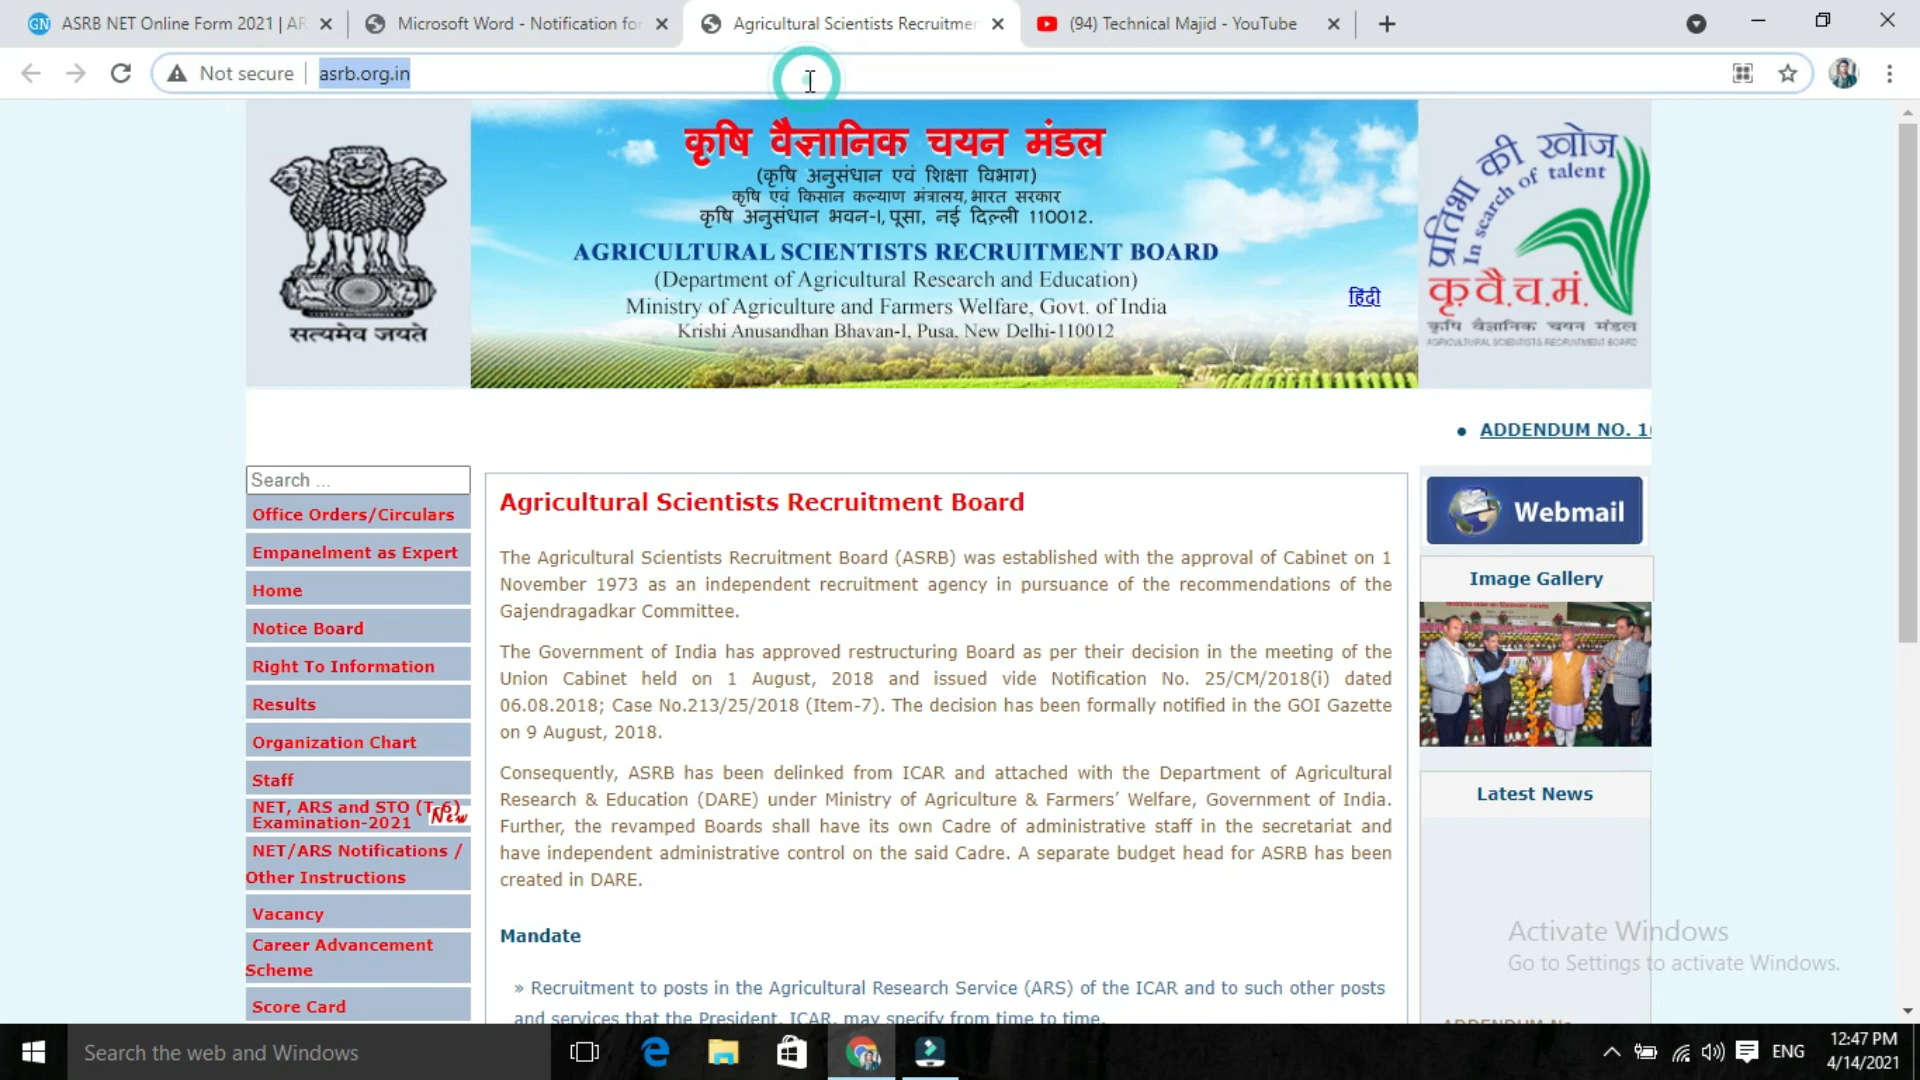 ASRB NET Online Form 2021 | AR
Microsoft Word - Notification for
Agricultural Scientists Recruitmen
(94) Technical Majid - YouTube
Not secure
asrb.org.in
सत्यमेव जयते
कृषि वैज्ञानिक चयन मंडल
(कृषि अनुसंधान एवं शिक्षा विभाग)
कृषि एवं किसान कल्याण मंत्रालय, भारत सरकार
कृषि अनुसंधान भवन-I, पूसा, नई दिल्ली 110012.
AGRICULTURAL SCIENTISTS RECRUITMENT BOARD
(Department of Agricultural Research and Education)
Ministry of Agriculture and Farmers Welfare, Govt. of India
Krishi Anusandhan Bhavan-I, Pusa, New Delhi-110012
हिंदी
प्रतिभा की खोज
In search of talent
कृ.वै.च.मं.
कृषि वैज्ञानिक चयन मंडल
AGRICULTURAL SCIENTISTS RECRUITMENT BOARD
• ADDENDUM NO. 1
Search ...
Office Orders/Circulars
Empanelment as Expert
Home
Notice Board
Right To Information
Results
Organization Chart
Staff
NET, ARS and STO (T-6)
Examination-2021
New
NET/ARS Notifications /
Other Instructions
Vacancy
Career Advancement
Scheme
Score Card
Agricultural Scientists Recruitment Board
The Agricultural Scientists Recruitment Board (ASRB) was established with the approval of Cabinet on 1
November 1973 as an independent recruitment agency in pursuance of the recommendations of the
Gajendragadkar Committee.
The Government of India has approved restructuring Board as per their decision in the meeting of the
Union Cabinet held on 1 August, 2018 and issued vide Notification No. 25/CM/2018(i) dated
06.08.2018; Case No.213/25/2018 (Item-7). The decision has been formally notified in the GOI Gazette
on 9 August, 2018.
Consequently, ASRB has been delinked from ICAR and attached with the Department of Agricultural
Research & Education (DARE) under Ministry of Agriculture & Farmers’ Welfare, Government of India.
Further, the revamped Boards shall have its own Cadre of administrative staff in the secretariat and
have independent administrative control on the said Cadre. A separate budget head for ASRB has been
created in DARE.
Mandate
» Recruitment to posts in the Agricultural Research Service (ARS) of the ICAR and to such other posts
and services that the President, ICAR, may specify from time to time.
Webmail
Image Gallery
Latest News
ADDENDUM No
Activate Windows
Go to Settings to activate Windows.
Search the web and Windows
ENG
12:47 PM
4/14/2021